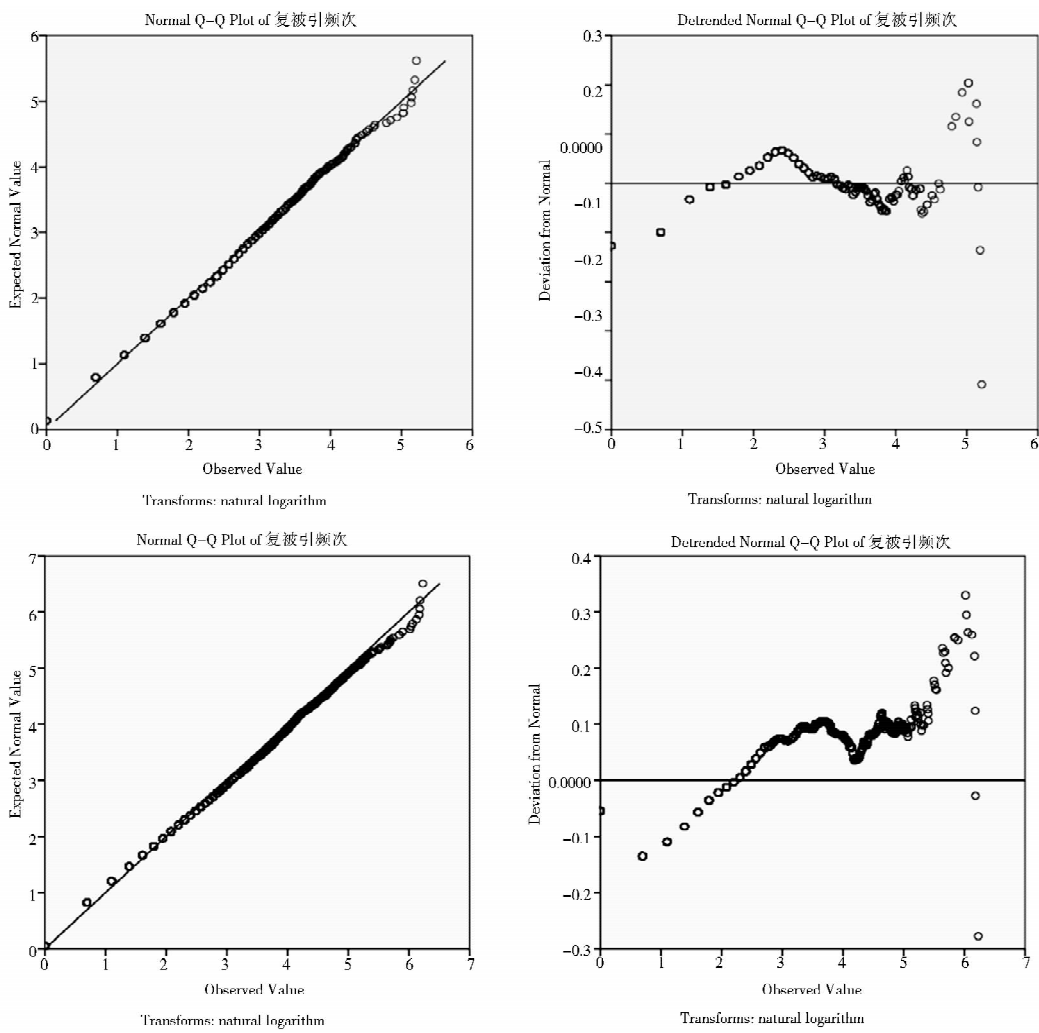 Normal Q-Q Plot of 复被引频次
6
5
4
3
2
1
0
0 1 2 3 4 5 6
Expected Normal Value
Observed Value
Transforms: natural logarithm
Detrended Normal Q-Q Plot of 复被引频次
0.3
0.2
0.0000
-0.1
-0.2
-0.3
-0.4
-0.5
0 1 2 3 4 5 6
Deviation from Normal
Observed Value
Transforms: natural logarithm
Normal Q-Q Plot of 复被引频次
7
6
5
4
3
2
1
0
0 1 2 3 4 5 6 7
Expected Normal Value
Observed Value
Transforms: natural logarithm
Detrended Normal Q-Q Plot of 复被引频次
0.4
0.3
0.2
0.1
0.0000
-0.1
-0.2
-0.3
0 1 2 3 4 5 6 7
Deviation from Normal
Observed Value
Transforms: natural logarithm